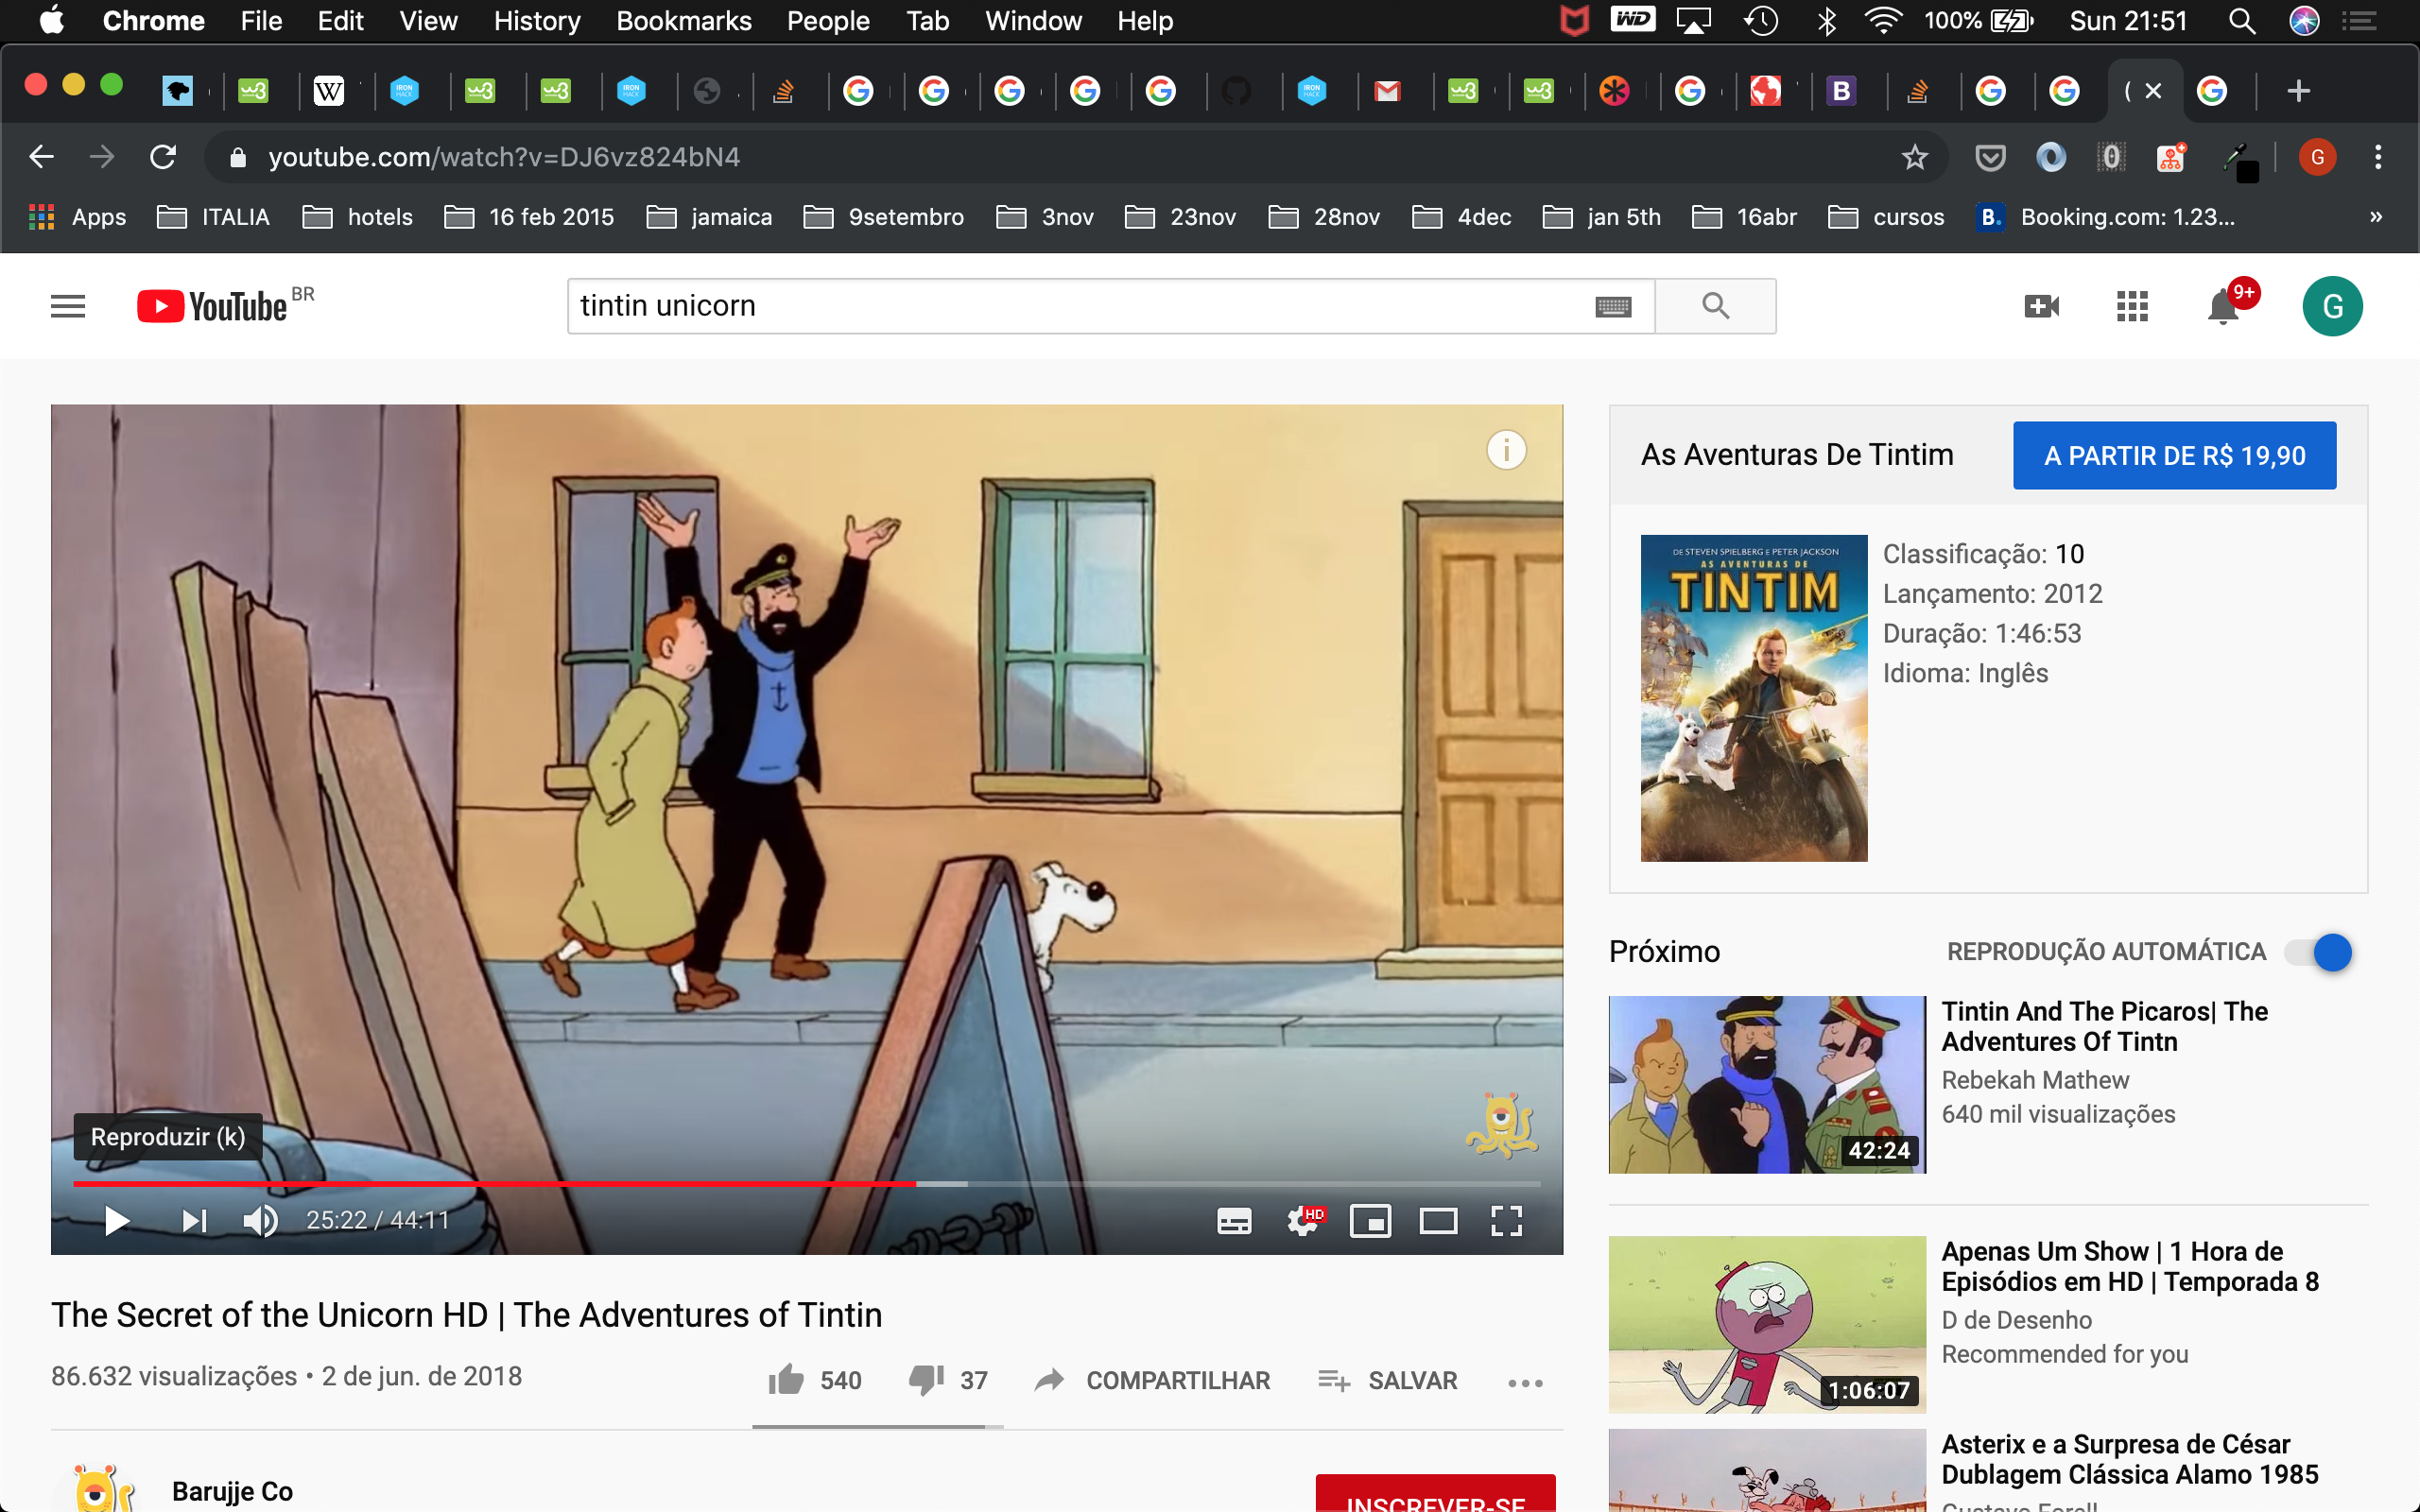 Chrome File Edit View History Bookmarks People Tab Window Help
WD 100% Sun 21:51
youtube.com/watch?v=DJ6vz824bN4
Apps ITALIA hotels 16 feb 2015 jamaica 9setembro 3nov 23nov 28nov 4dec jan 5th 16abr cursos B. Booking.com: 1.23... »
YouTube BR
tintin unicorn
9+
G
As Aventuras De Tintim
A PARTIR DE R$ 19,90
DE STEVEN SPIELBERG E PETER JACKSON
AS AVENTURAS DE
TINTIM
Classificação: 10
Lançamento: 2012
Duração: 1:46:53
Idioma: Inglês
Reproduzir (k)
25:22 / 44:11
HD
The Secret of the Unicorn HD | The Adventures of Tintin
86.632 visualizações • 2 de jun. de 2018
540 37 COMPARTILHAR SALVAR
Barujje Co
INSCREVER-SE
Próximo
REPRODUÇÃO AUTOMÁTICA
Tintin And The Picaros| The
Adventures Of Tintn
Rebekah Mathew
640 mil visualizações
42:24
Apenas Um Show | 1 Hora de
Episódios em HD | Temporada 8
D de Desenho
Recommended for you
1:06:07
Asterix e a Surpresa de César
Dublagem Clássica Alamo 1985